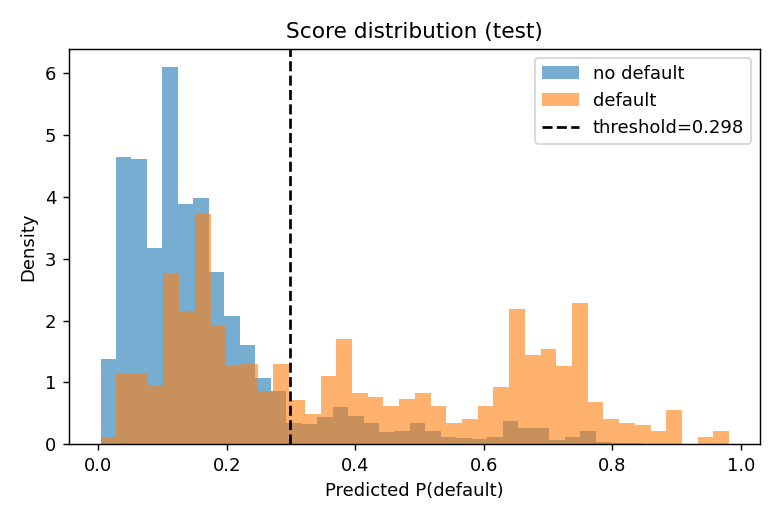 Score distribution (test)
no default
default
threshold=0.298
Density
6
5
4
3
2
1
0
0.0 0.2 0.4 0.6 0.8 1.0
Predicted P(default)